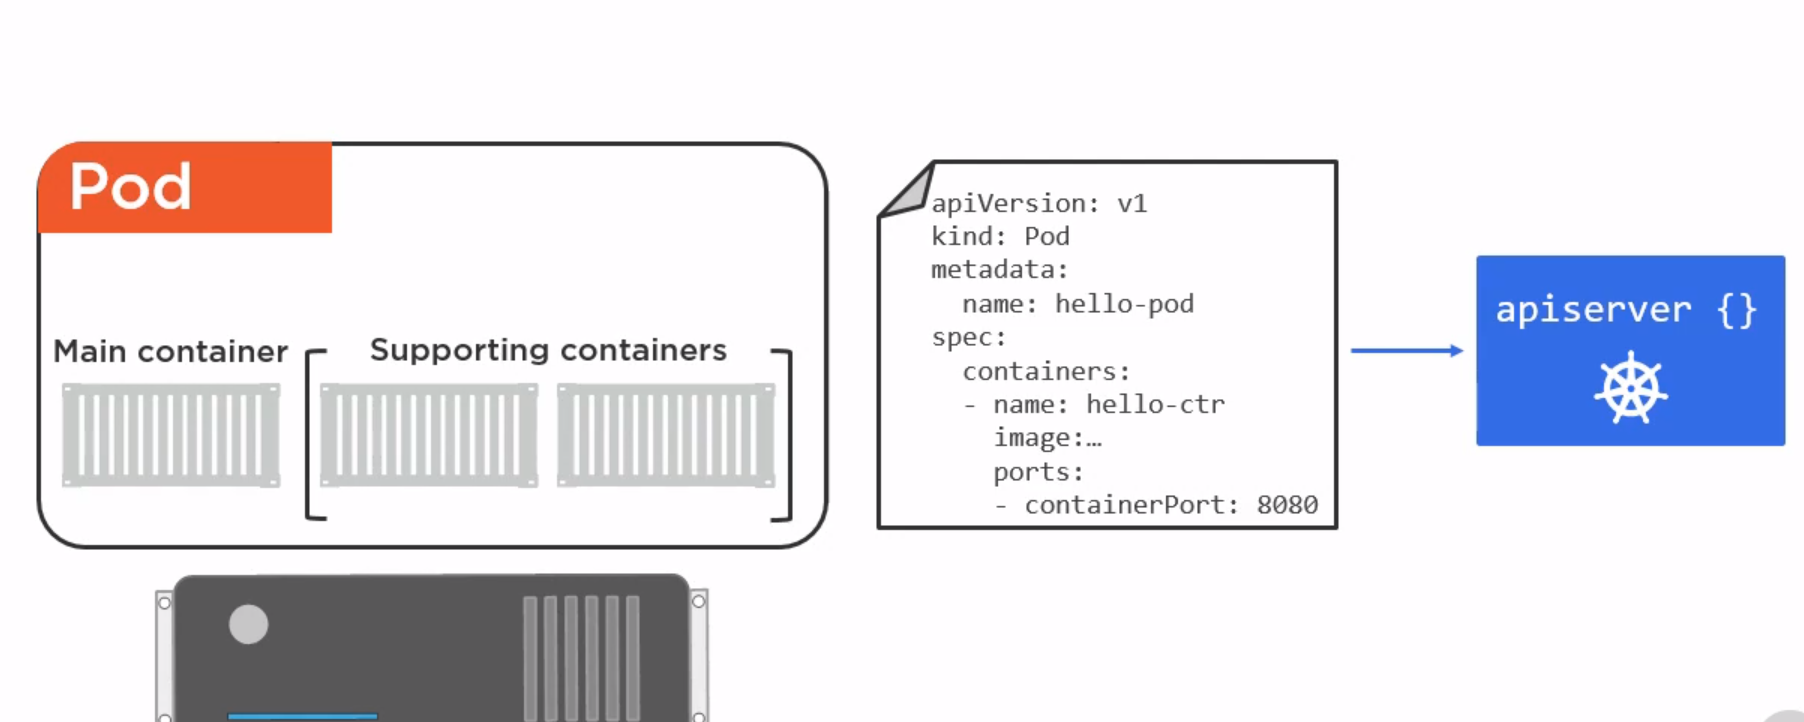 Pod
Main container
Supporting containers
apiVersion: v1
kind: Pod
metadata:
  name: hello-pod
spec:
  containers:
  - name: hello-ctr
    image:…
    ports:
    - containerPort: 8080
apiserver {}